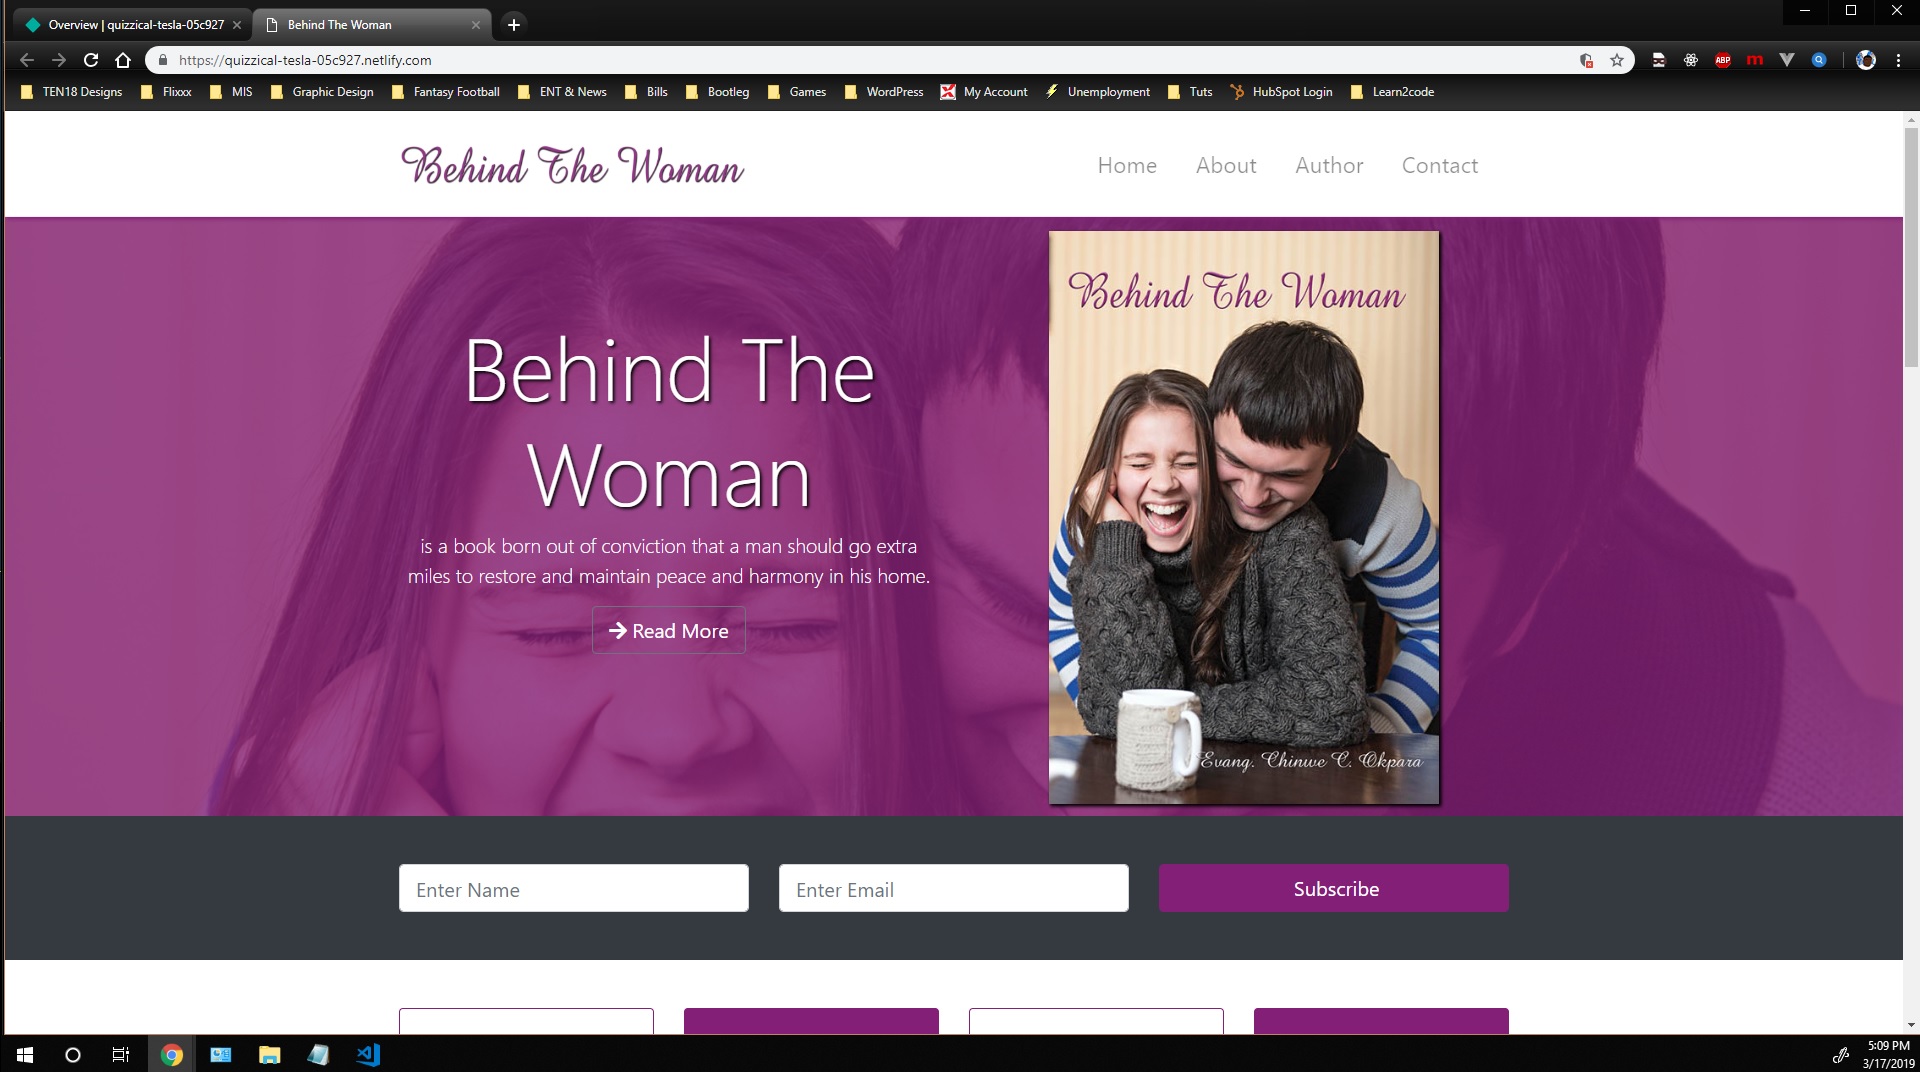 Overview | quizzical-tesla-05c927
Behind The Woman
https://quizzical-tesla-05c927.netlify.com
ABP
m
TEN18 Designs
Flixxx
MIS
Graphic Design
Fantasy Football
ENT & News
Bills
Bootleg
Games
WordPress
My Account
Unemployment
Tuts
HubSpot Login
Learn2code
Behind The Woman
Home
About
Author
Contact
Behind The
Woman
is a book born out of conviction that a man should go extra
miles to restore and maintain peace and harmony in his home.
Read More
Behind The Woman
Evang. Chinwe C. Okpara
Enter Name
Enter Email
Subscribe
5:09 PM
3/17/2019